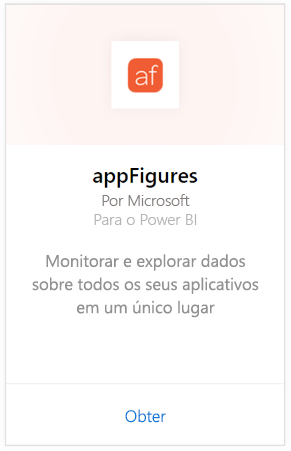 af
appFigures
Por Microsoft
Para o Power BI
Monitorar e explorar dados
sobre todos os seus aplicativos
em um único lugar
Obter